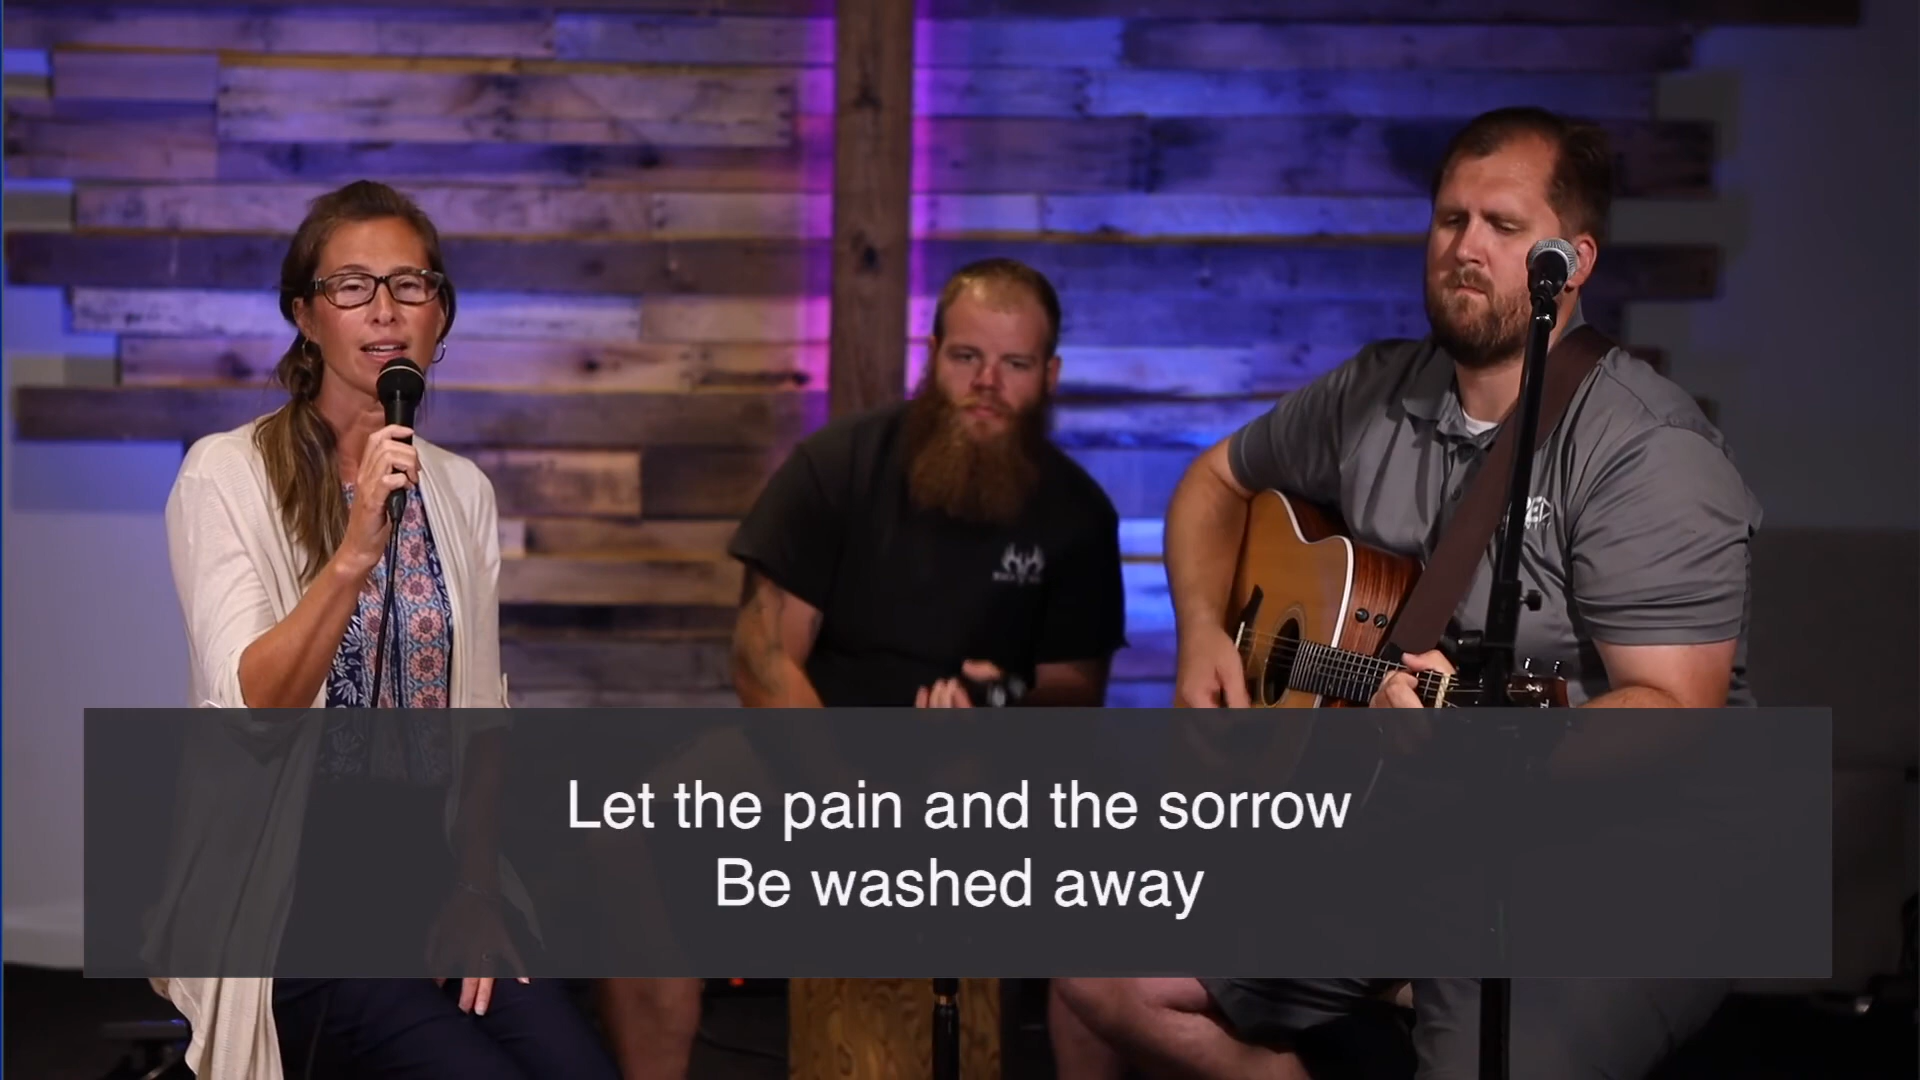 Let the pain and the sorrow
Be washed away